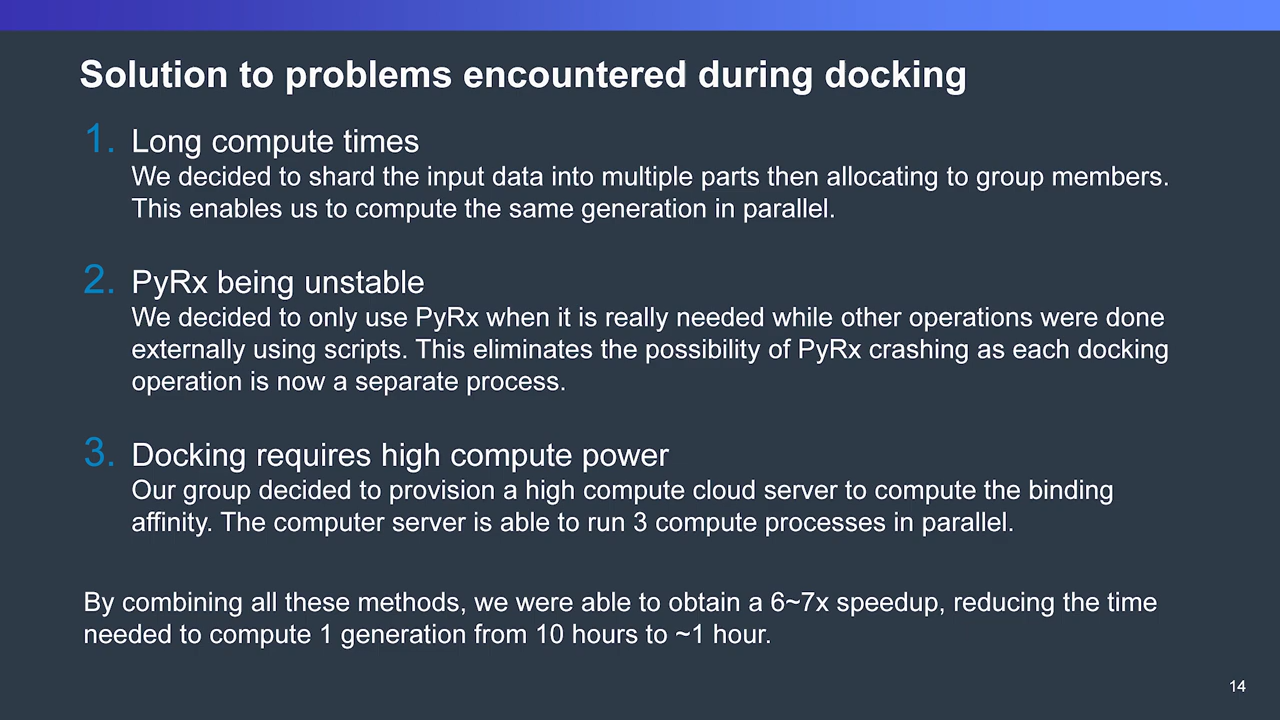 Solution to problems encountered during docking
1. Long compute times
We decided to shard the input data into multiple parts then allocating to group members.
This enables us to compute the same generation in parallel.
2. PyRx being unstable
We decided to only use PyRx when it is really needed while other operations were done
externally using scripts. This eliminates the possibility of PyRx crashing as each docking
operation is now a separate process.
3. Docking requires high compute power
Our group decided to provision a high compute cloud server to compute the binding
affinity. The computer server is able to run 3 compute processes in parallel.
By combining all these methods, we were able to obtain a 6~7x speedup, reducing the time
needed to compute 1 generation from 10 hours to ~1 hour.
14